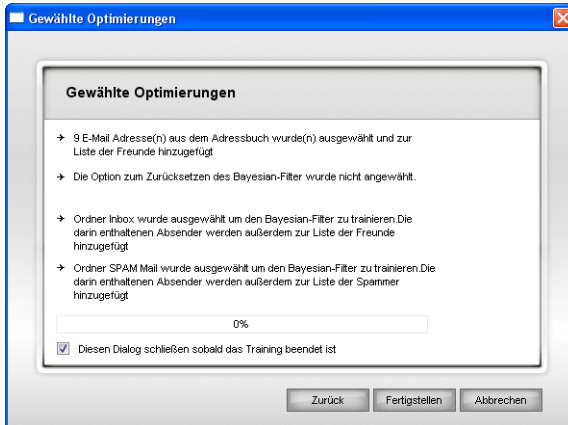 Gewählte Optimierungen
Gewählte Optimierungen
9 E-Mail Adresse(n) aus dem Adressbuch wurde(n) ausgewählt und zur
Liste der Freunde hinzugefügt
Die Option zum Zurücksetzen des Bayesian-Filter wurde nicht angewählt.
Ordner Inbox wurde ausgewählt um den Bayesian-Filter zu trainieren.Die
darin enthaltenen Absender werden außerdem zur Liste der Freunde
hinzugefügt
Ordner SPAM Mail wurde ausgewählt um den Bayesian-Filter zu trainieren.Die
darin enthaltenen Absender werden außerdem zur Liste der Spammer
hinzugefügt
0%
Diesen Dialog schließen sobald das Training beendet ist
Zurück Fertigstellen Abbrechen